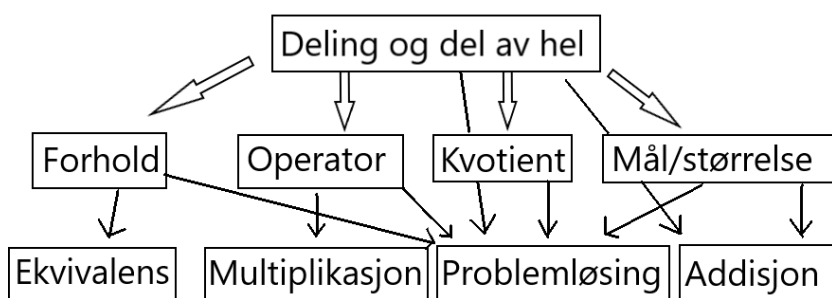 Deling og del av hel
Forhold
Operator
Kvotient
Mål/størrelse
Ekvivalens
Multiplikasjon
Problemløsing
Addisjon